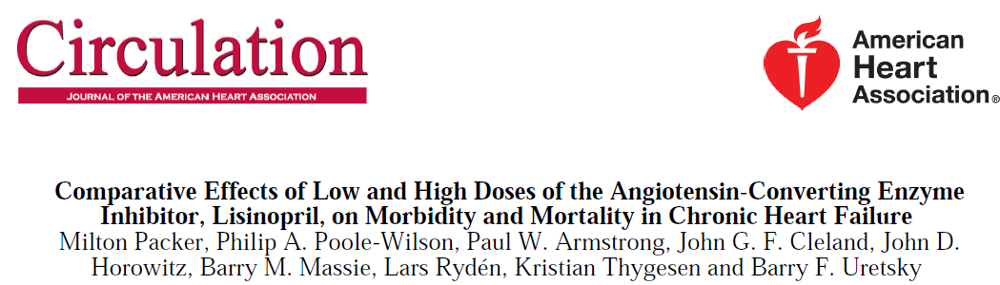 Circulation
JOURNAL OF THE AMERICAN HEART ASSOCIATION
American
Heart
Association®
Comparative Effects of Low and High Doses of the Angiotensin-Converting Enzyme
Inhibitor, Lisinopril, on Morbidity and Mortality in Chronic Heart Failure
Milton Packer, Philip A. Poole-Wilson, Paul W. Armstrong, John G. F. Cleland, John D.
Horowitz, Barry M. Massie, Lars Rydén, Kristian Thygesen and Barry F. Uretsky